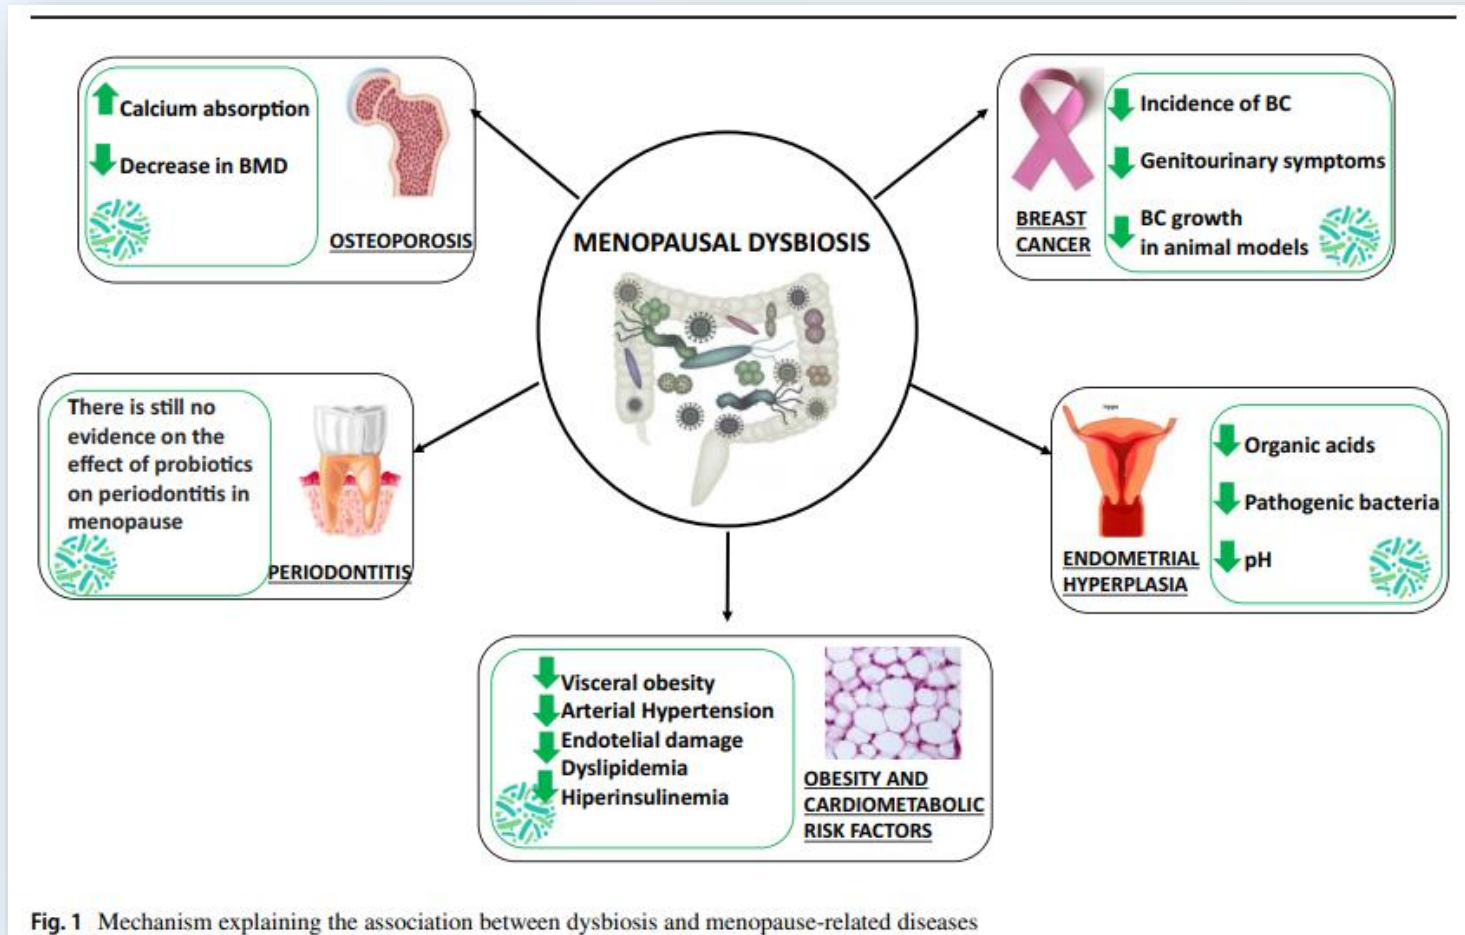 Calcium absorption
Decrease in BMD
OSTEOPOROSIS
Incidence of BC
Genitourinary symptoms
BC growth
in animal models
BREAST
CANCER
MENOPAUSAL DYSBIOSIS
There is still no
evidence on the
effect of probiotics
on periodontitis in
menopause
PERIODONTITIS
Organic acids
Pathogenic bacteria
pH
ENDOMETRIAL
HYPERPLASIA
Visceral obesity
Arterial Hypertension
Endotelial damage
Dyslipidemia
Hiperinsulinemia
OBESITY AND
CARDIOMETABOLIC
RISK FACTORS
Fig. 1 Mechanism explaining the association between dysbiosis and menopause-related diseases